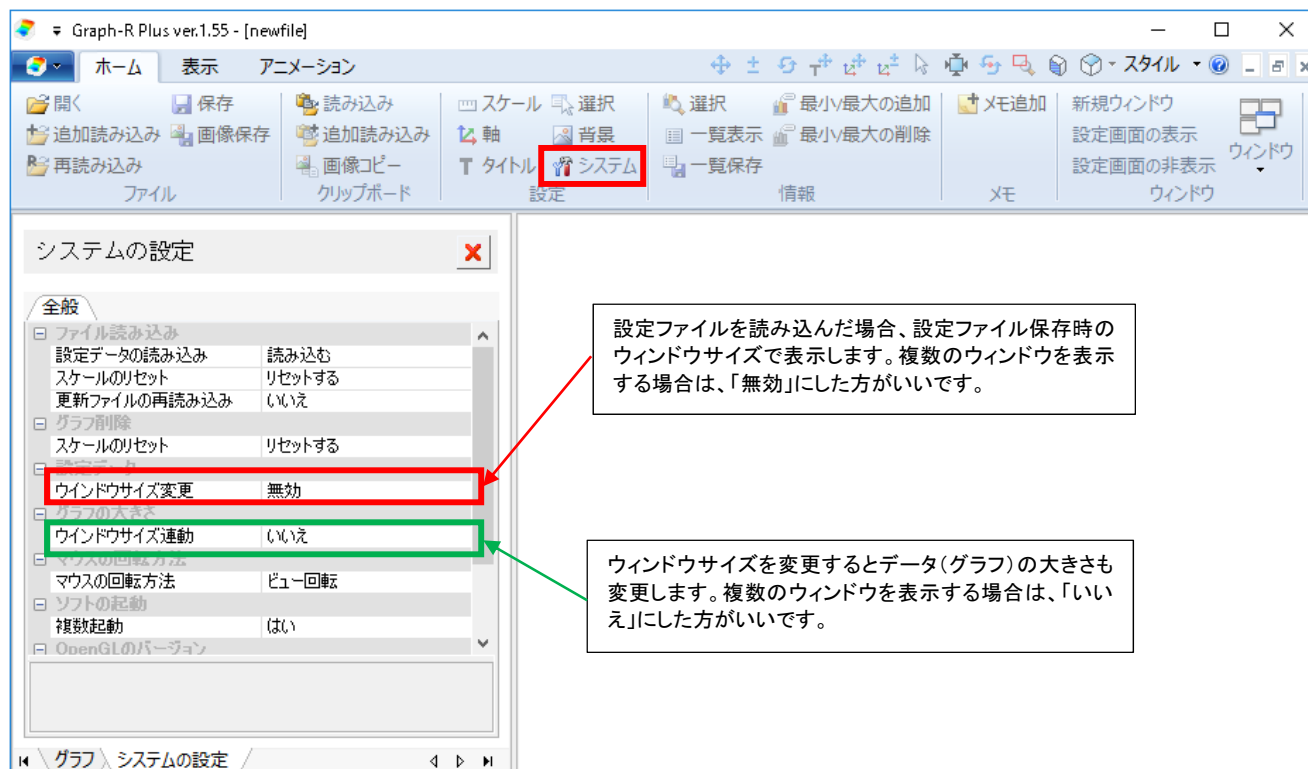 Graph-R Plus ver.1.55 - [newfile]
ホーム 表示 アニメーション スタイル
開く 保存 読み込み スケール 選択 選択 最小/最大の追加 メモ追加 新規ウィンドウ
追加読み込み 画像保存 追加読み込み 軸 背景 一覧表示 最小/最大の削除 設定画面の表示
再読み込み 画像コピー タイトル システム 一覧保存 設定画面の非表示
ウィンドウ
ファイル クリップボード 設定 情報 メモ ウィンドウ
システムの設定
全般
ファイル読み込み
設定データの読み込み 読み込む
スケールのリセット リセットする
更新ファイルの再読み込み いいえ
グラフ削除
スケールのリセット リセットする
設定データ
ウインドウサイズ変更 無効
グラフの大きさ
ウインドウサイズ連動 いいえ
マウスの回転方法
マウスの回転方法 ビュー回転
ソフトの起動
複数起動 はい
OpenGLのバージョン
グラフ システムの設定
設定ファイルを読み込んだ場合、設定ファイル保存時の
ウィンドウサイズで表示します。複数のウィンドウを表示
する場合は、「無効」にした方がいいです。
ウィンドウサイズを変更するとデータ(グラフ)の大きさも
変更します。複数のウィンドウを表示する場合は、「いい
え」にした方がいいです。